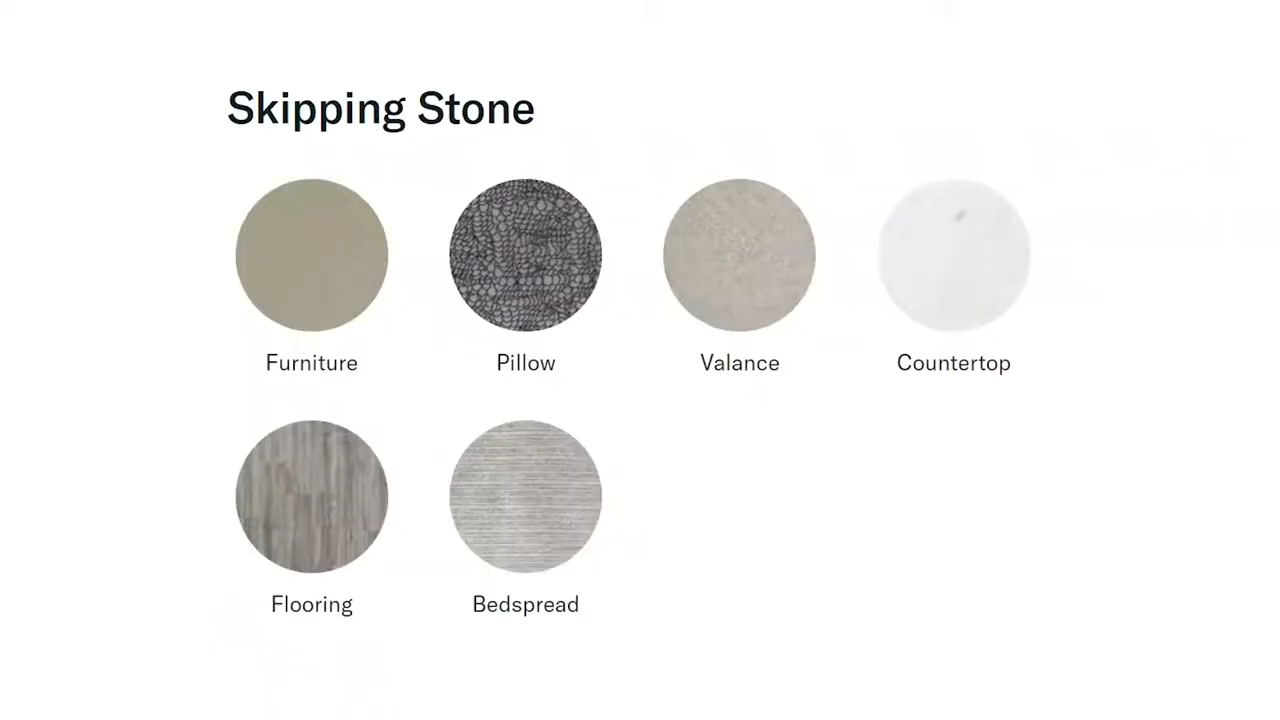 Skipping Stone
Furniture
Pillow
Valance
Countertop
Flooring
Bedspread